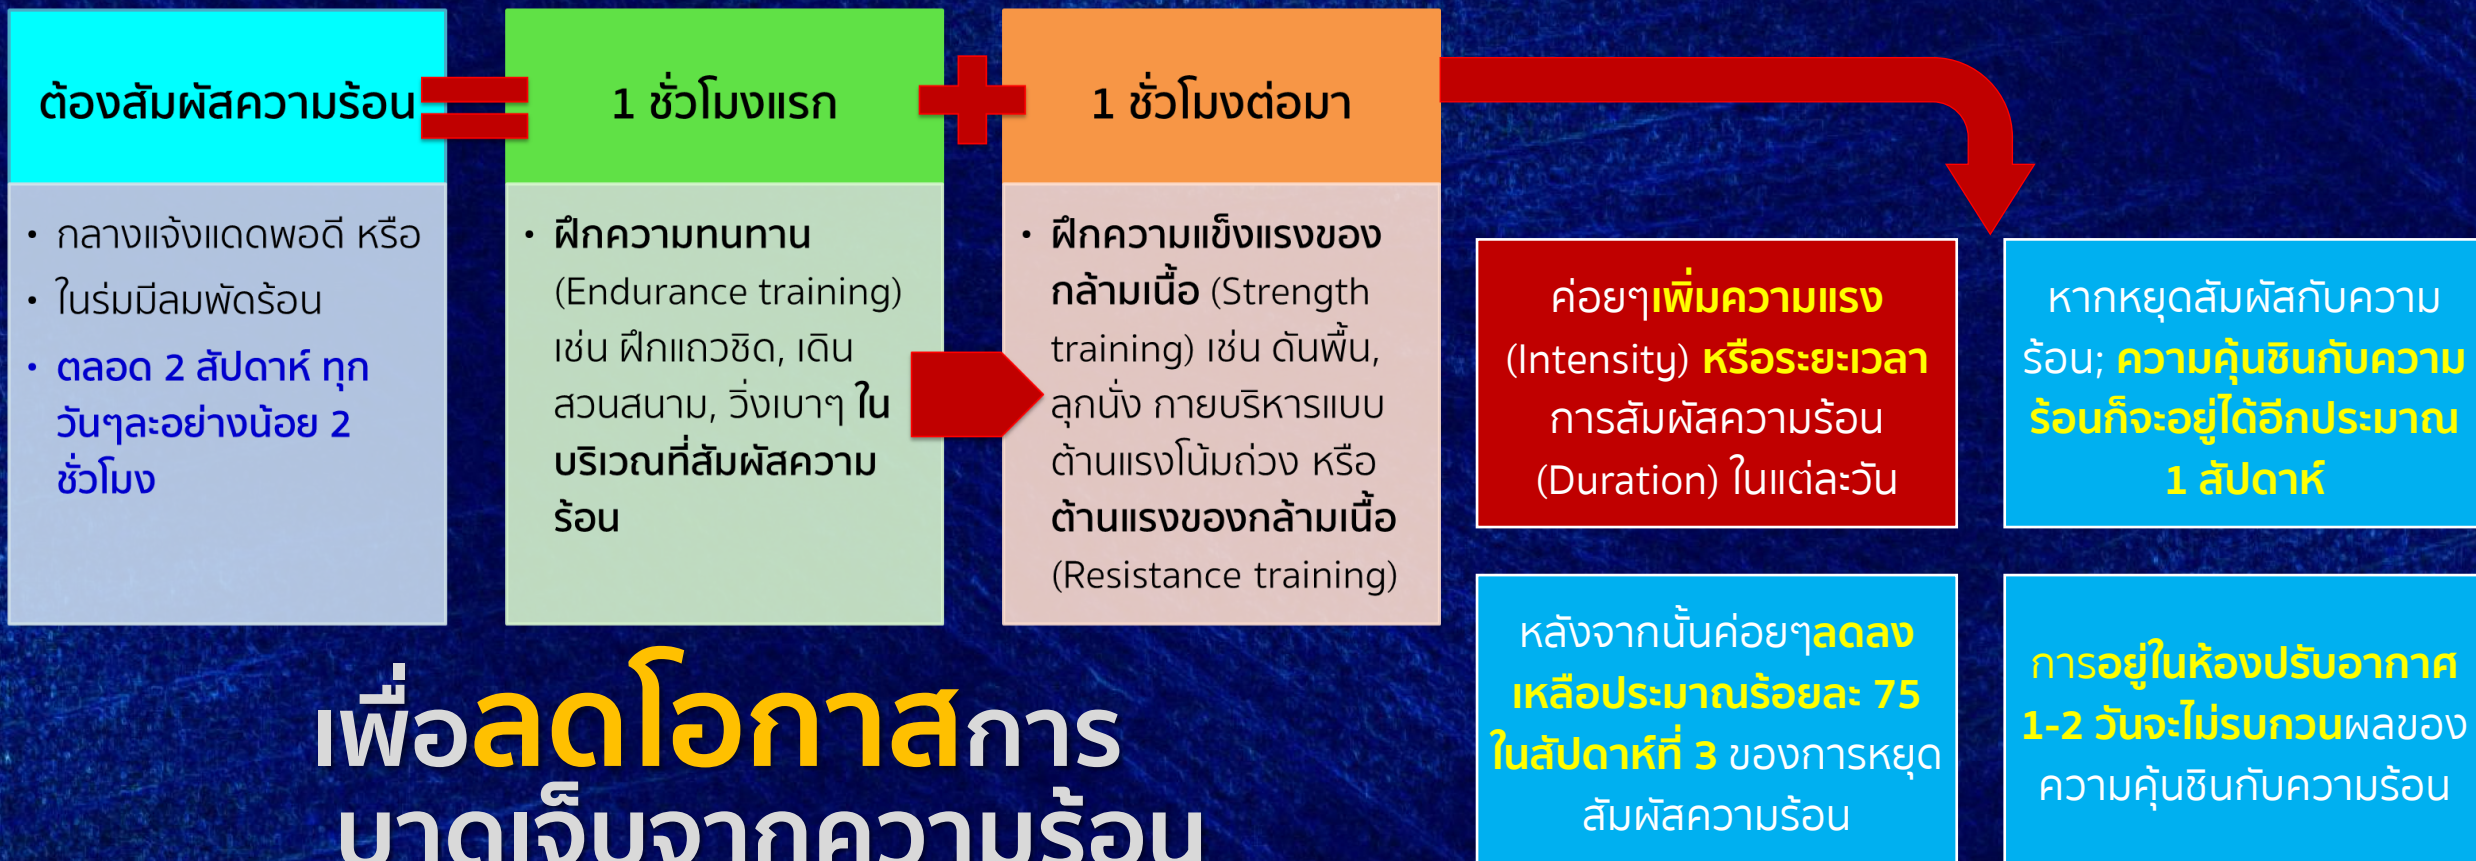 ต้องสัมผัสความร้อน
• กลางแจ้งแดดพอดี หรือ
• ในร่มมีลมพัดร้อน
• ตลอด 2 สัปดาห์ ทุก
วันๆละอย่างน้อย 2
ชั่วโมง
1 ชั่วโมงแรก
• ฝึกความทนทาน
(Endurance training)
เช่น ฝึกแถวชิด, เดิน
สวนสนาม, วิ่งเบาๆ ใน
บริเวณที่สัมผัสความ
ร้อน
1 ชั่วโมงต่อมา
• ฝึกความแข็งแรงของ
กล้ามเนื้อ (Strength
training) เช่น ดันพื้น,
ลุกนั่ง กายบริหารแบบ
ต้านแรงโน้มถ่วง หรือ
ต้านแรงของกล้ามเนื้อ
(Resistance training)
ค่อยๆเพิ่มความแรง
(Intensity) หรือระยะเวลา
การสัมผัสความร้อน
(Duration) ในแต่ละวัน
หากหยุดสัมผัสกับความ
ร้อน; ความคุ้นชินกับความ
ร้อนก็จะอยู่ได้อีกประมาณ
1 สัปดาห์
หลังจากนั้นค่อยๆลดลง
เหลือประมาณร้อยละ 75
ในสัปดาห์ที่ 3 ของการหยุด
สัมผัสความร้อน
การอยู่ในห้องปรับอากาศ
1-2 วันจะไม่รบกวนผลของ
ความคุ้นชินกับความร้อน
เพื่อลดโอกาสการ
บาดเจ็บจากความร้อน